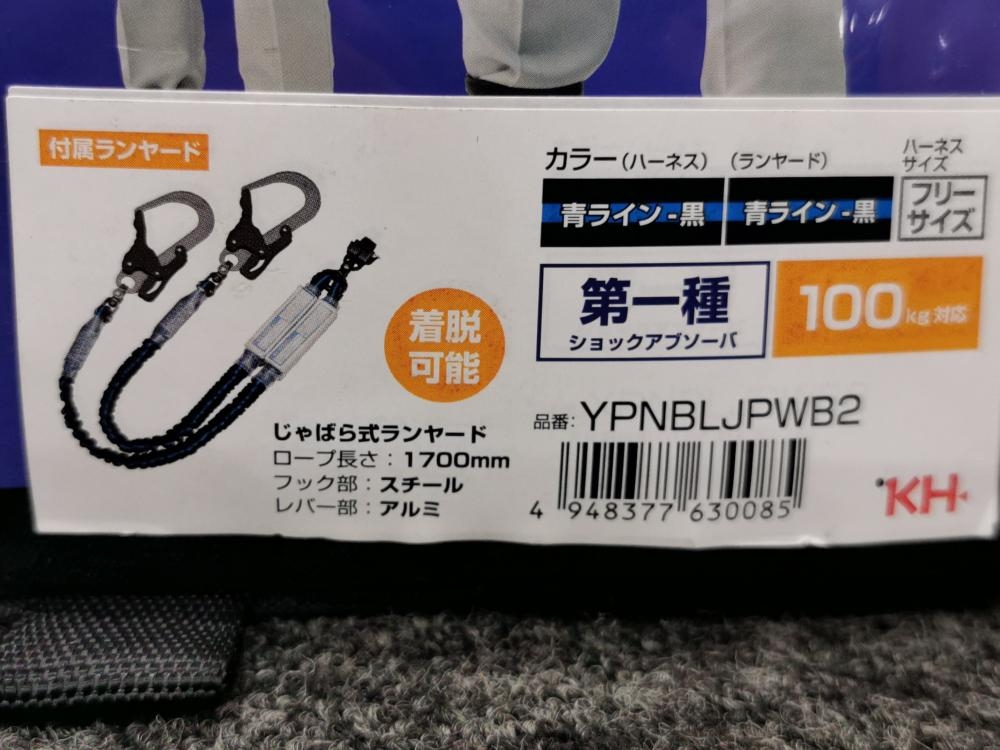 付属ランヤード
着脱
可能
じゃばら式ランヤード
ロープ長さ：1700mm
フック部：スチール
レバー部：アルミ
カラー（ハーネス）（ランヤード）
ハーネス
サイズ
青ライン-黒 青ライン-黒
フリー
サイズ
第一種
ショックアブソーバ
100kg対応
品番：YPNBLJPWB2
4 948377 630085
KH